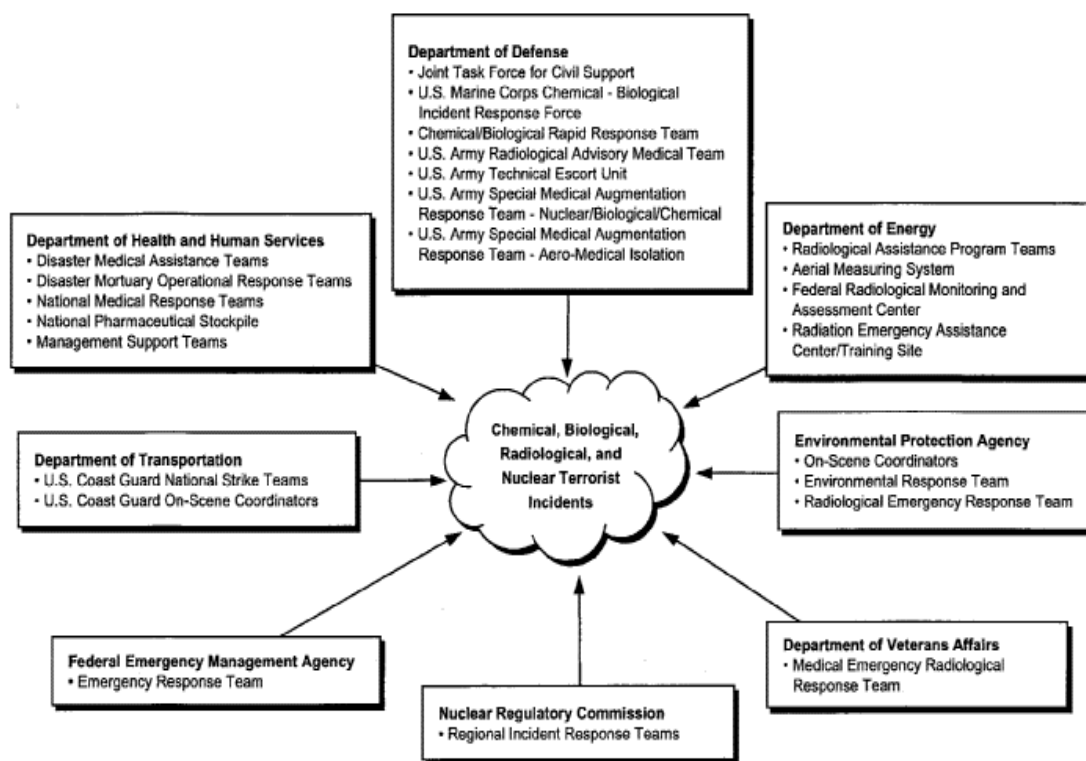 Department of Defense
• Joint Task Force for Civil Support
• U.S. Marine Corps Chemical - Biological
Incident Response Force
• Chemical/Biological Rapid Response Team
• U.S. Army Radiological Advisory Medical Team
• U.S. Army Technical Escort Unit
• U.S. Army Special Medical Augmentation
Response Team - Nuclear/Biological/Chemical
• U.S. Army Special Medical Augmentation
Response Team - Aero-Medical Isolation
Department of Health and Human Services
• Disaster Medical Assistance Teams
• Disaster Mortuary Operational Response Teams
• National Medical Response Teams
• National Pharmaceutical Stockpile
• Management Support Teams
Department of Energy
• Radiological Assistance Program Teams
• Aerial Measuring System
• Federal Radiological Monitoring and
Assessment Center
• Radiation Emergency Assistance
Center/Training Site
Chemical, Biological,
Radiological, and
Nuclear Terrorist
Incidents
Department of Transportation
• U.S. Coast Guard National Strike Teams
• U.S. Coast Guard On-Scene Coordinators
Environmental Protection Agency
• On-Scene Coordinators
• Environmental Response Team
• Radiological Emergency Response Team
Federal Emergency Management Agency
• Emergency Response Team
Nuclear Regulatory Commission
• Regional Incident Response Teams
Department of Veterans Affairs
• Medical Emergency Radiological
Response Team